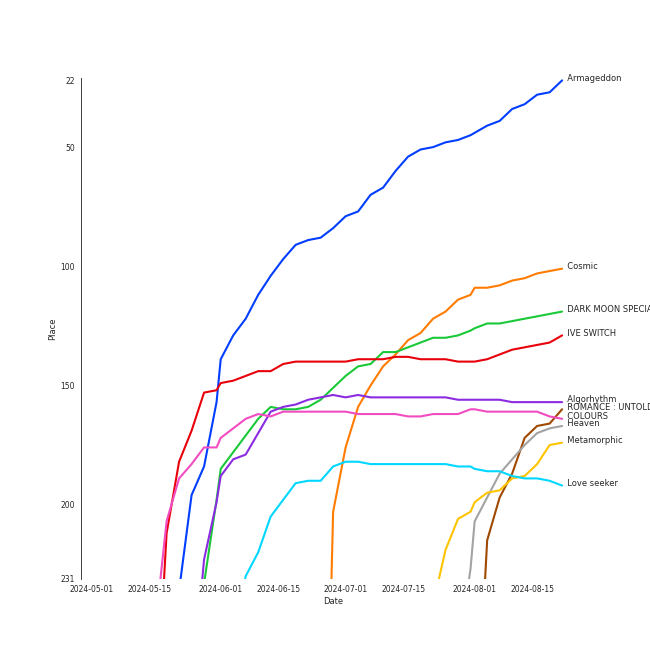 22
50
100
150
200
231
Place
2024-05-01
2024-05-15
2024-06-01
2024-06-15
2024-07-01
2024-07-15
2024-08-01
2024-08-15
Date
Armageddon
Cosmic
DARK MOON SPECIA
IVE SWITCH
Algorhythm
ROMANCE : UNTOLD
COLOURS
Heaven
Metamorphic
Love seeker